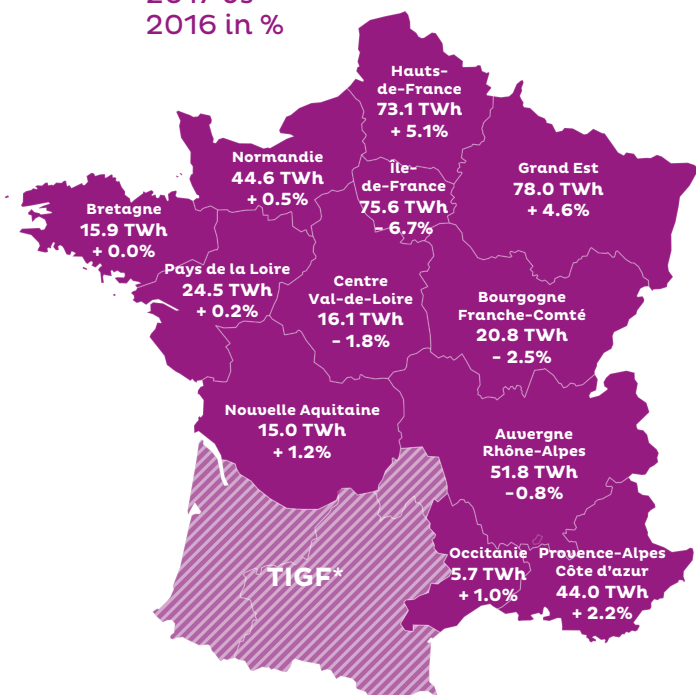 2017 vs
2016 in %
Hauts-
de-France
73.1 TWh
+ 5.1%
Normandie
44.6 TWh
+ 0.5%
Île-
de-France
75.6 TWh
- 6.7%
Grand Est
78.0 TWh
+ 4.6%
Bretagne
15.9 TWh
+ 0.0%
Pays de la Loire
24.5 TWh
+ 0.2%
Centre
Val-de-Loire
16.1 TWh
- 1.8%
Bourgogne
Franche-Comté
20.8 TWh
- 2.5%
Nouvelle Aquitaine
15.0 TWh
+ 1.2%
Auvergne
Rhône-Alpes
51.8 TWh
-0.8%
TIGF*
Occitanie
5.7 TWh
+ 1.0%
Provence-Alpes
Côte d'azur
44.0 TWh
+ 2.2%